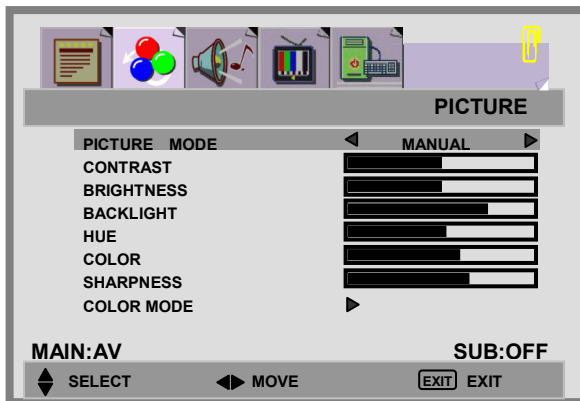 PICTURE
PICTURE MODE MANUAL
CONTRAST
BRIGHTNESS
BACKLIGHT
HUE
COLOR
SHARPNESS
COLOR MODE
MAIN:AV SUB:OFF
SELECT MOVE EXIT EXIT